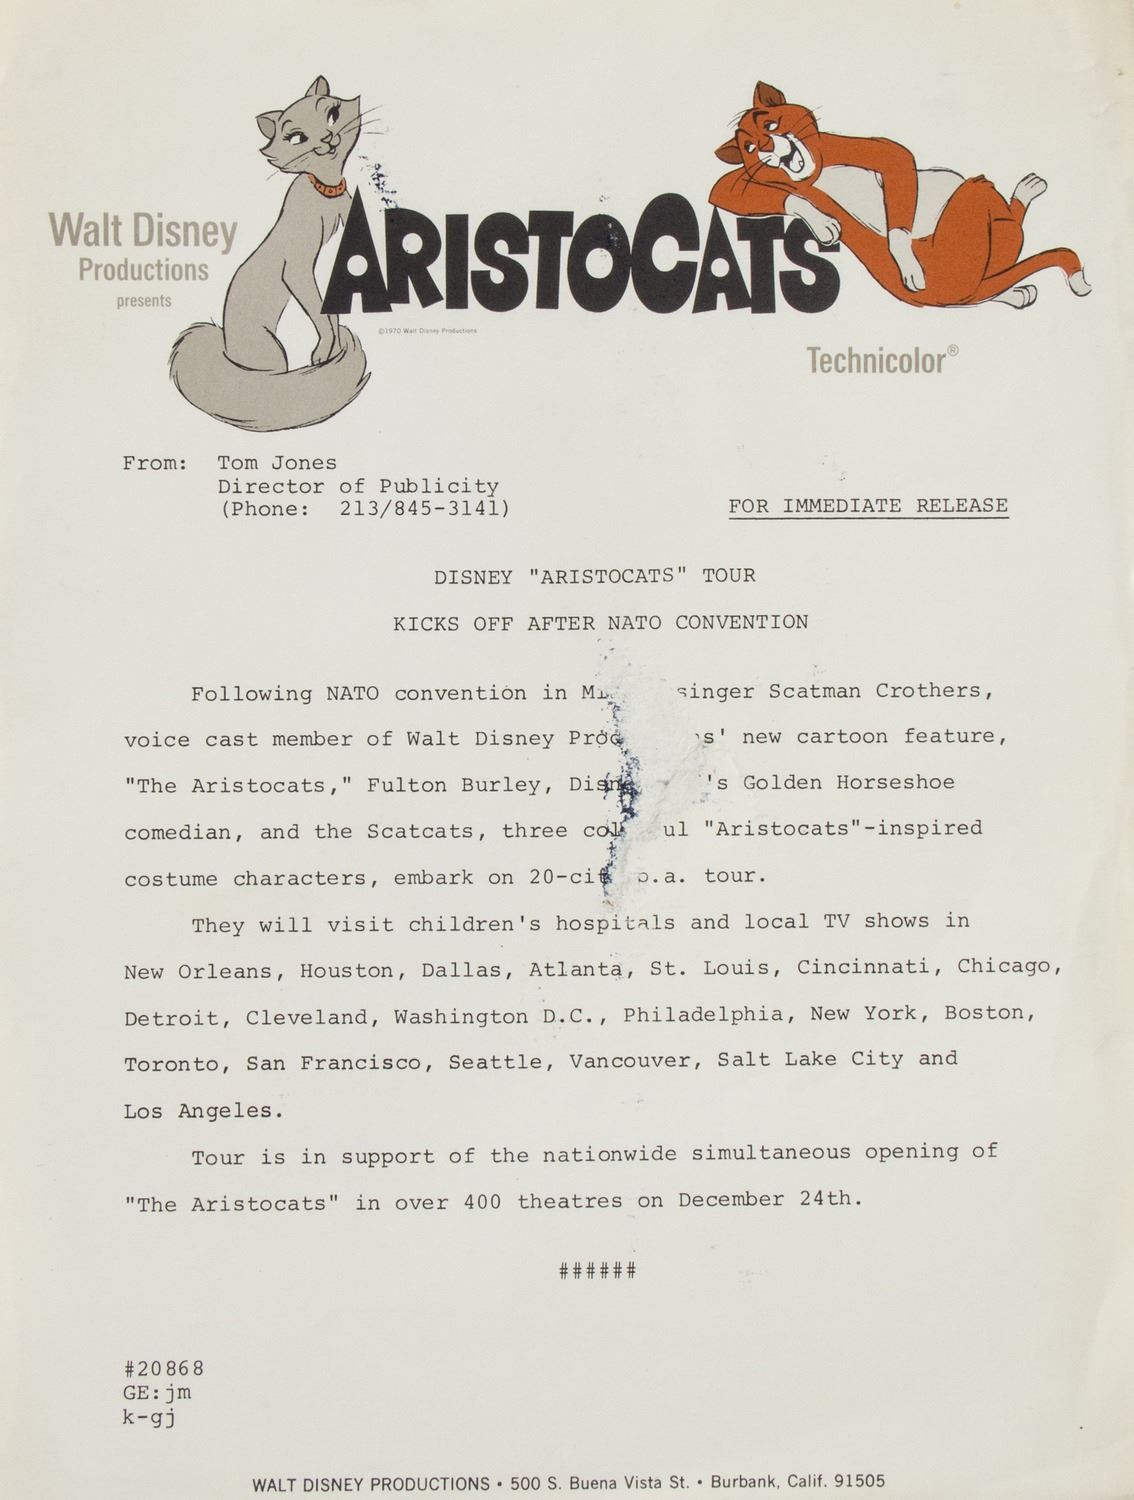 Walt Disney
Productions
presents
ARISTOCATS
©1970 Walt Disney Productions
Technicolor®
From: Tom Jones
Director of Publicity
(Phone: 213/845-3141)
FOR IMMEDIATE RELEASE
DISNEY "ARISTOCATS" TOUR
KICKS OFF AFTER NATO CONVENTION
Following NATO convention in singer Scatman Crothers,
voice cast member of Walt Disney new cartoon feature,
"The Aristocats," Fulton Burley, Golden Horseshoe
comedian, and the Scatcats, three "Aristocats"-inspired
costume characters, embark on p.a. tour.
They will visit children's hospitals and local TV shows in
New Orleans, Houston, Dallas, Atlanta, St. Louis, Cincinnati, Chicago,
Detroit, Cleveland, Washington D.C., Philadelphia, New York, Boston,
Toronto, San Francisco, Seattle, Vancouver, Salt Lake City and
Los Angeles.
Tour is in support of the nationwide simultaneous opening of
"The Aristocats" in over 400 theatres on December 24th.
######
#20868
GE:jm
k-gj
WALT DISNEY PRODUCTIONS • 500 S. Buena Vista St. • Burbank, Calif. 91505